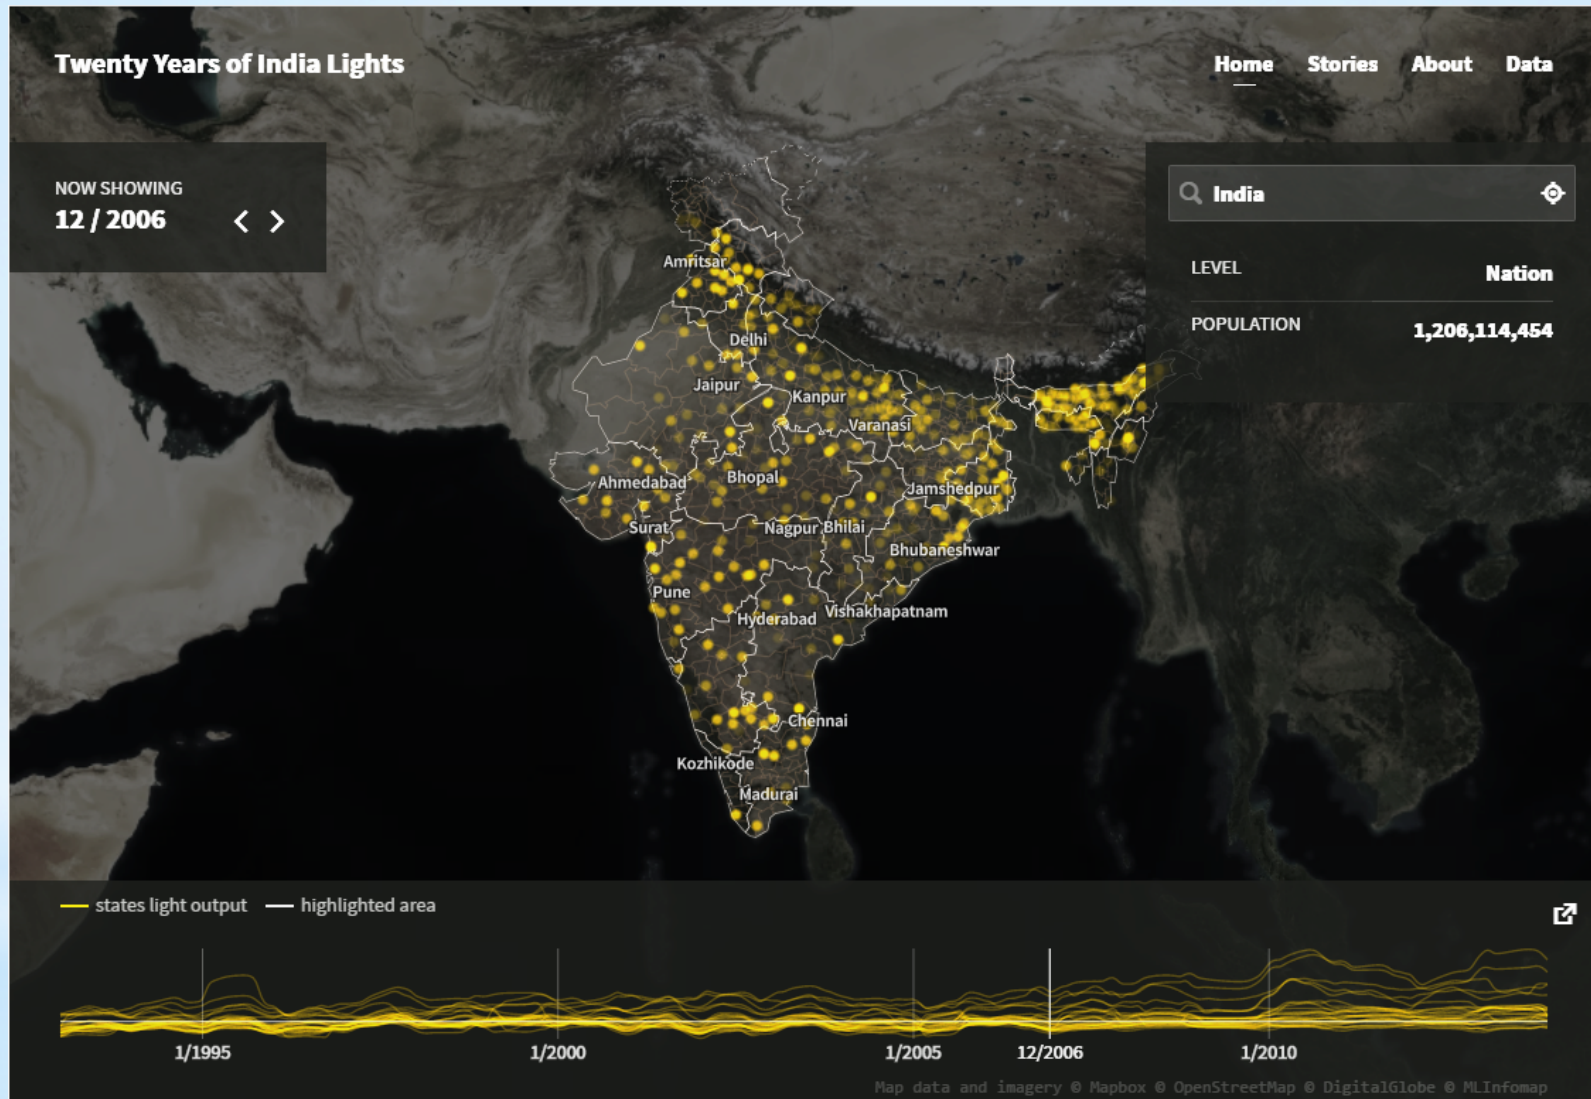 Twenty Years of India Lights
Home Stories About Data
NOW SHOWING
12 / 2006
India
LEVEL Nation
POPULATION 1,206,114,454
Amritsar
Delhi
Jaipur
Kanpur
Varanasi
Ahmedabad
Bhopal
Jamshedpur
Surat
Nagpur
Bhilai
Bhubaneshwar
Pune
Hyderabad
Vishakhapatnam
Chennai
Kozhikode
Madurai
states light output highlighted area
1/1995 1/2000 1/2005 12/2006 1/2010
Map data and imagery © Mapbox © OpenStreetMap © DigitalGlobe © MLInfomap